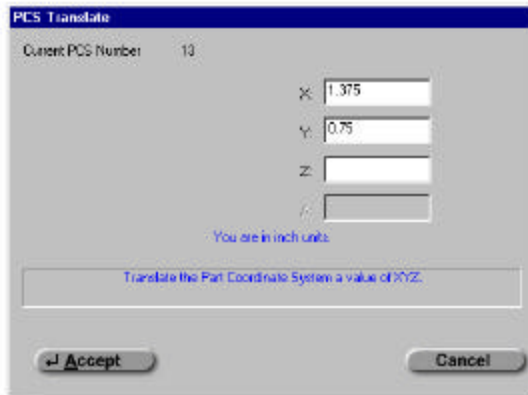 PCS Translate
Current PCS Number 13
X: 1.375
Y: 0.75
Z:
You are in inch units
Translate the Part Coordinate System a value of XYZ.
Accept
Cancel